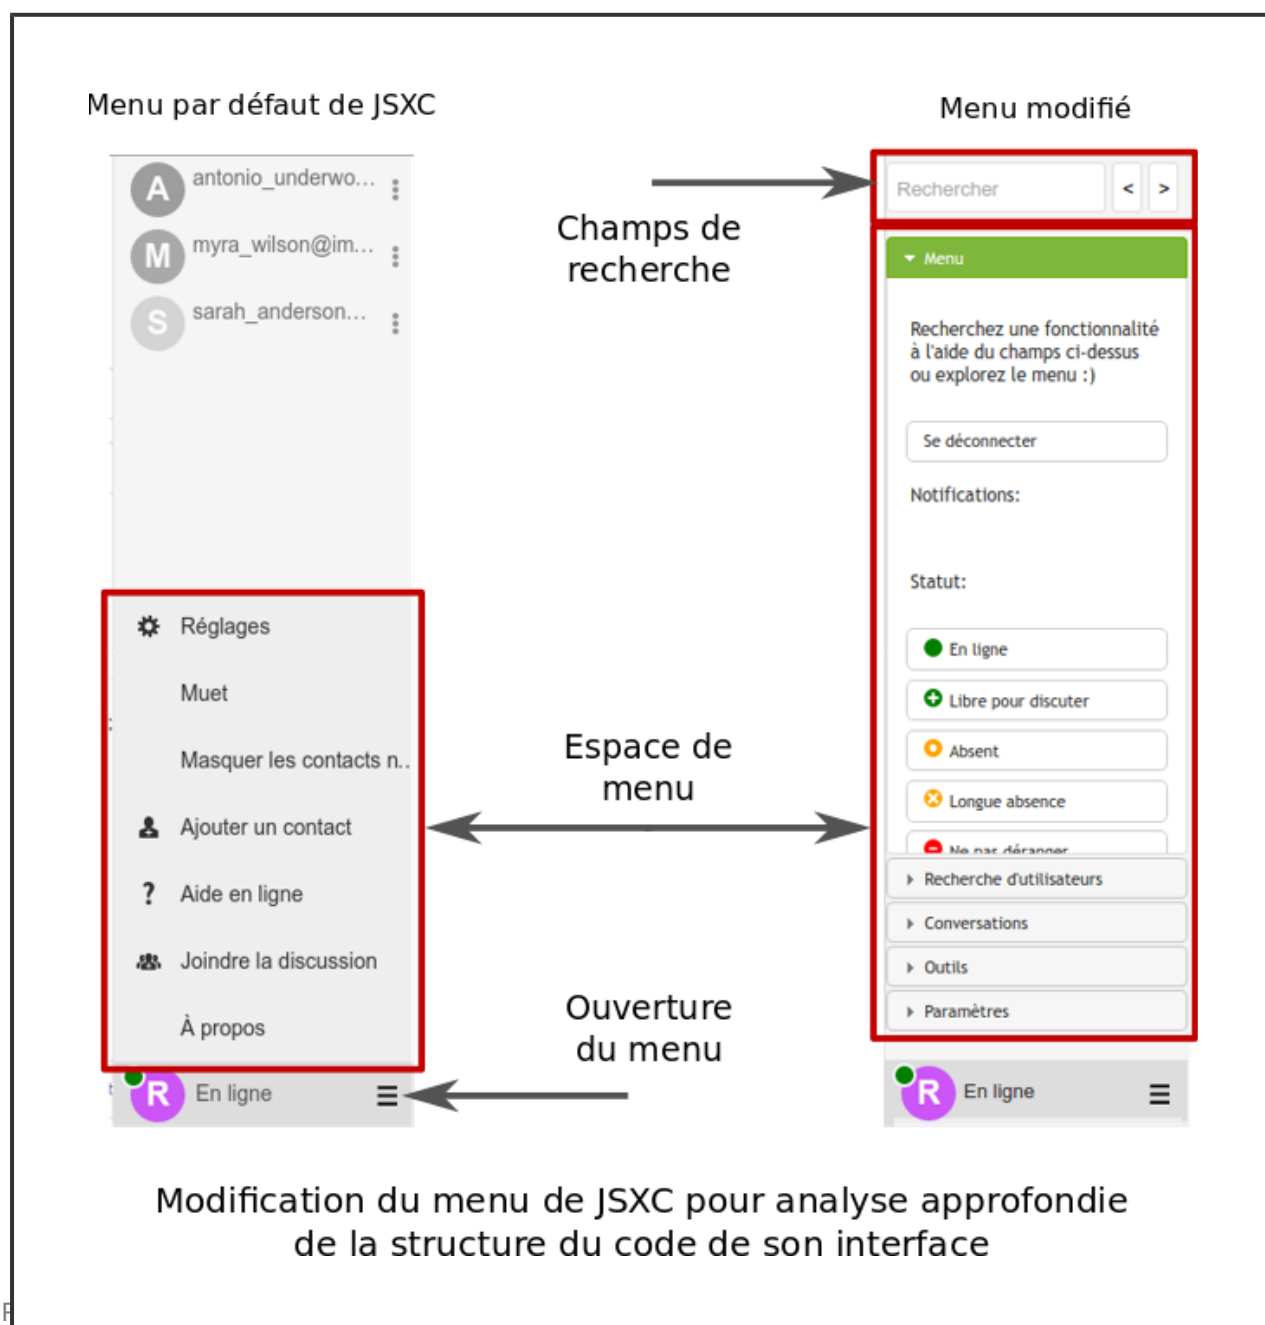 Menu par défaut de JSXC
A
antonio_underwo...
M
myra_wilson@im...
S
sarah_anderson...
Réglages
Muet
Masquer les contacts n..
Ajouter un contact
? Aide en ligne
Joindre la discussion
À propos
R
En ligne
Champs de
recherche
Espace de
menu
Ouverture
du menu
Menu modifié
Rechercher
< >
Menu
Recherchez une fonctionnalité
à l'aide du champs ci-dessus
ou explorez le menu :)
Se déconnecter
Notifications:
Statut:
En ligne
Libre pour discuter
Absent
Longue absence
Ne pas déranger
Recherche d'utilisateurs
Conversations
Outils
Paramètres
R
En ligne
Modification du menu de JSXC pour analyse approfondie
de la structure du code de son interface